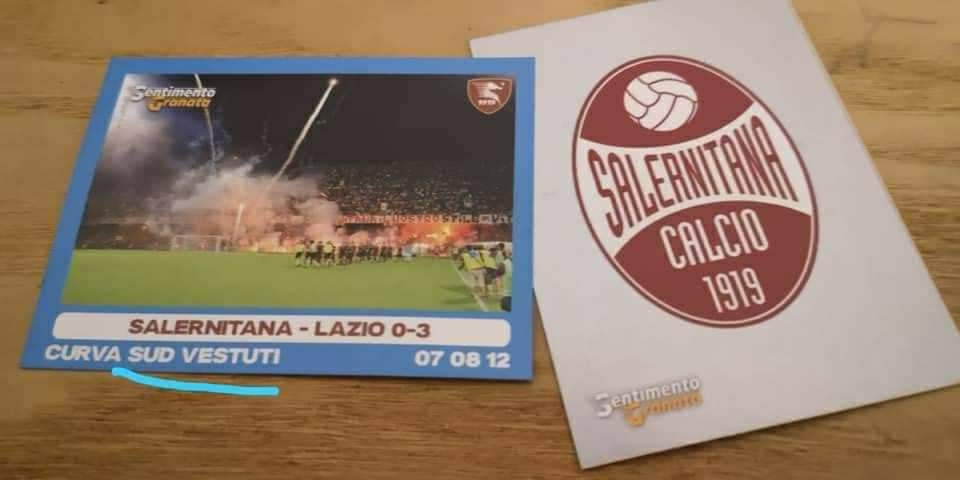 Sentimento
Granata
SALERNITANA - LAZIO 0-3
CURVA SUD VESTUTI
07 08 12
SALERNITANA
CALCIO
1919
Sentimento
Granata